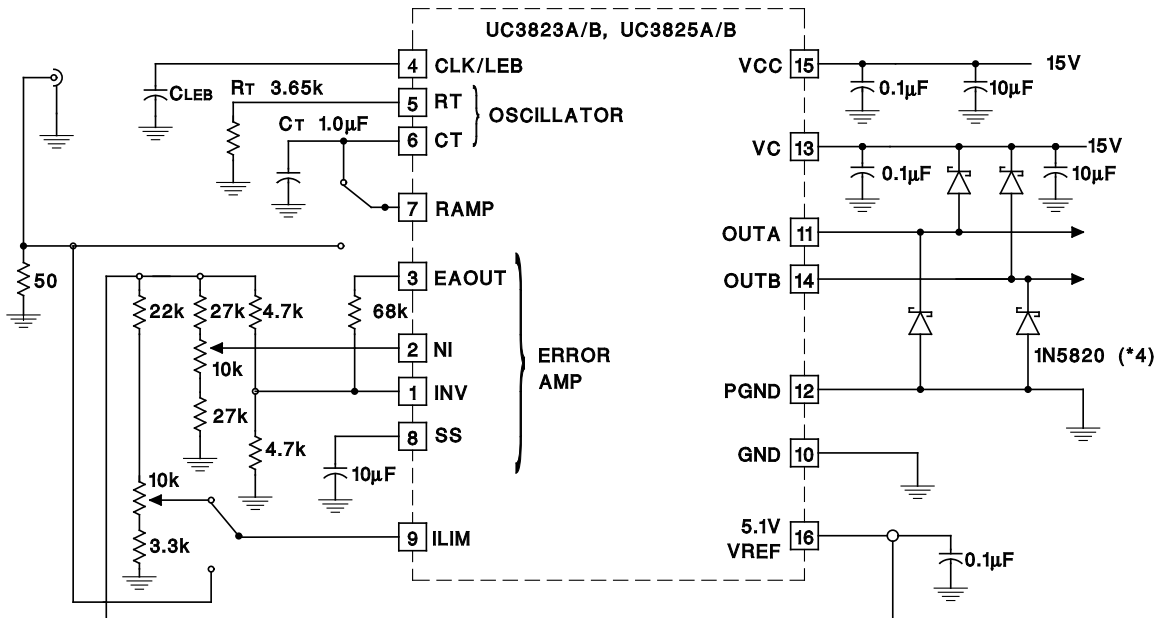 UC3823A/B, UC3825A/B
4 CLK/LEB
VCC 15
15V
CLEB
RT 3.65k
5 RT
OSCILLATOR
0.1µF
10µF
CT 1.0µF
6 CT
VC 13
15V
0.1µF
10µF
7 RAMP
OUTA 11
50
3 EAOUT
OUTB 14
22k
27k
4.7k
68k
2 NI
ERROR
AMP
10k
1N5820 (*4)
1 INV
PGND 12
27k
8 SS
4.7k
GND 10
10µF
10k
3.3k
9 ILIM
5.1V
VREF
16
0.1µF